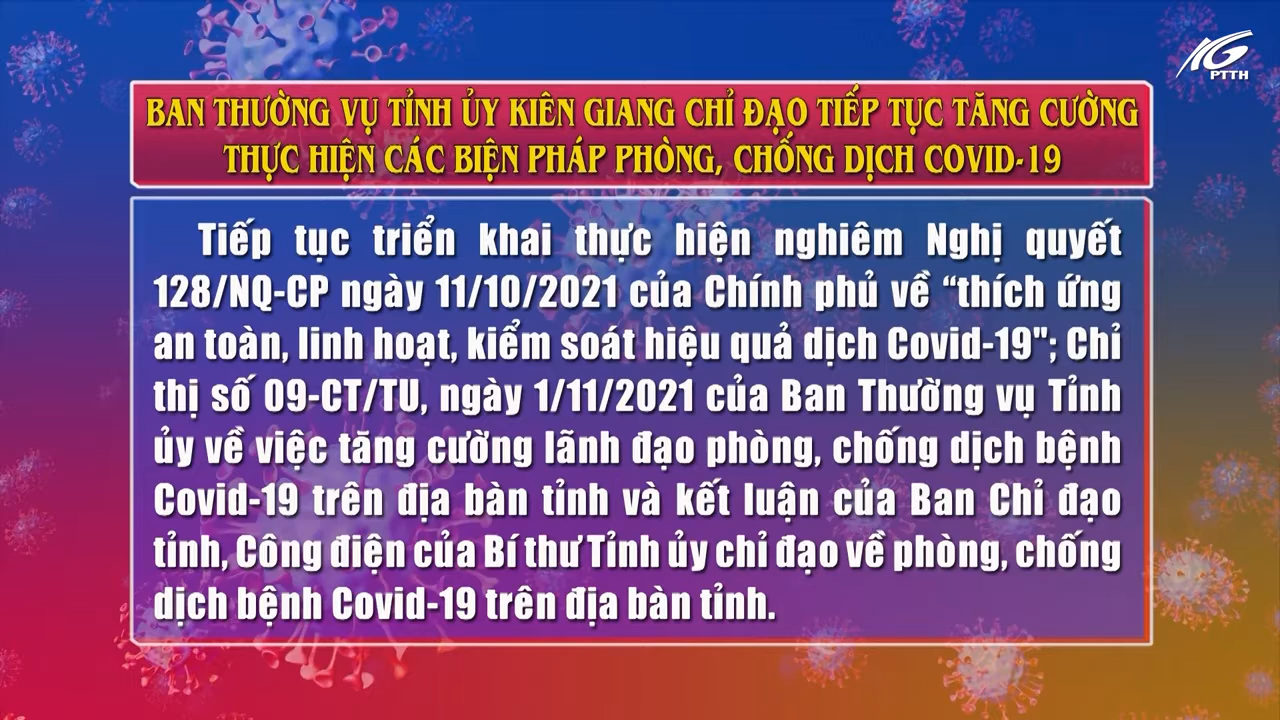 KG
PTTH
BAN THƯỜNG VỤ TỈNH ỦY KIÊN GIANG CHỈ ĐẠO TIẾP TỤC TĂNG CƯỜNG
THỰC HIỆN CÁC BIỆN PHÁP PHÒNG, CHỐNG DỊCH COVID-19
Tiếp tục triển khai thực hiện nghiêm Nghị quyết
128/NQ-CP ngày 11/10/2021 của Chính phủ về “thích ứng
an toàn, linh hoạt, kiểm soát hiệu quả dịch Covid-19"; Chỉ
thị số 09-CT/TU, ngày 1/11/2021 của Ban Thường vụ Tỉnh
ủy về việc tăng cường lãnh đạo phòng, chống dịch bệnh
Covid-19 trên địa bàn tỉnh và kết luận của Ban Chỉ đạo
tỉnh, Công điện của Bí thư Tỉnh ủy chỉ đạo về phòng, chống
dịch bệnh Covid-19 trên địa bàn tỉnh.